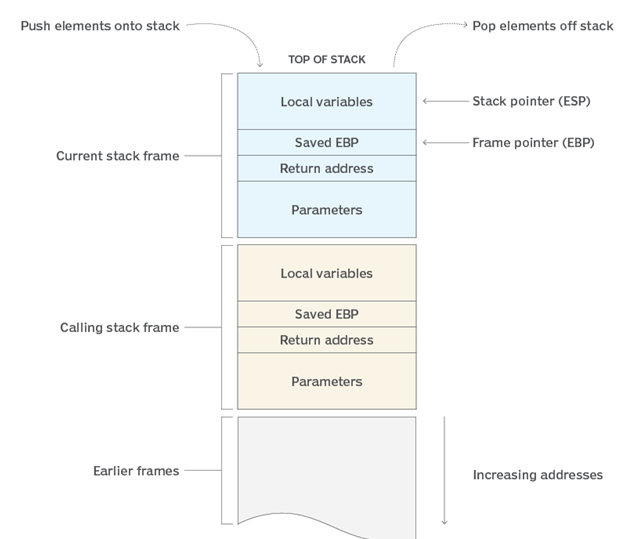 Push elements onto stack
Pop elements off stack
TOP OF STACK
Local variables
Stack pointer (ESP)
Saved EBP
Frame pointer (EBP)
Current stack frame
Return address
Parameters
Local variables
Saved EBP
Calling stack frame
Return address
Parameters
Earlier frames
Increasing addresses